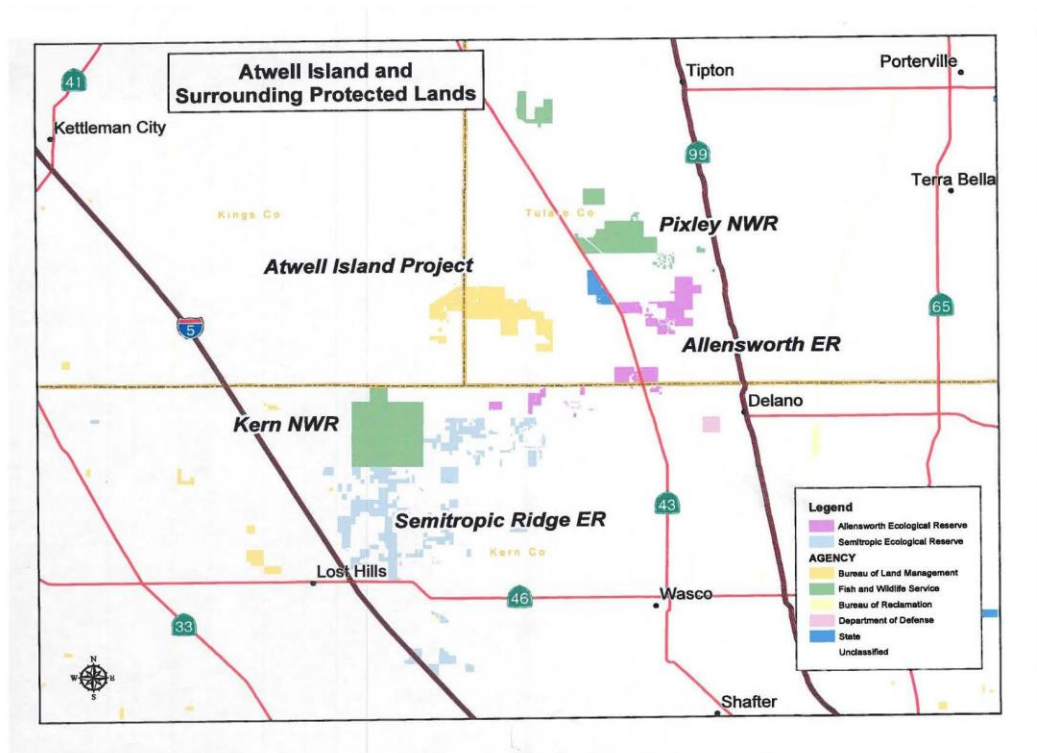 Atwell Island and
Surrounding Protected Lands
41
Kettleman City
Tipton
Porterville
99
Terra Bella
Kings Co
Tulare Co
Pixley NWR
Atwell Island Project
5
65
Allensworth ER
Delano
Kern NWR
43
Semitropic Ridge ER
Kern Co
Lost Hills
46
Wasco
33
Shafter
N
W
S
Legend
Allensworth Ecological Reserve
Semitropic Ecological Reserve
AGENCY
Bureau of Land Management
Fish and Wildlife Service
Bureau of Reclamation
Department of Defense
State
Unclassified